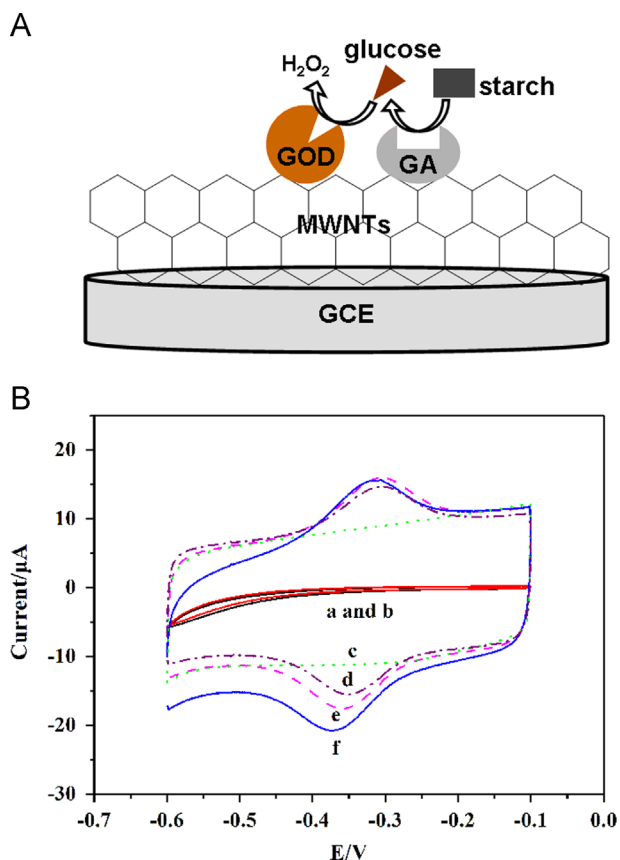 A
glucose
H₂O₂
starch
GOD
GA
MWNTs
GCE
B
20
10
0
-10
-20
-30
Current/μA
a and b
c
d
e
f
-0.7
-0.6
-0.5
-0.4
-0.3
-0.2
-0.1
0.0
E/V